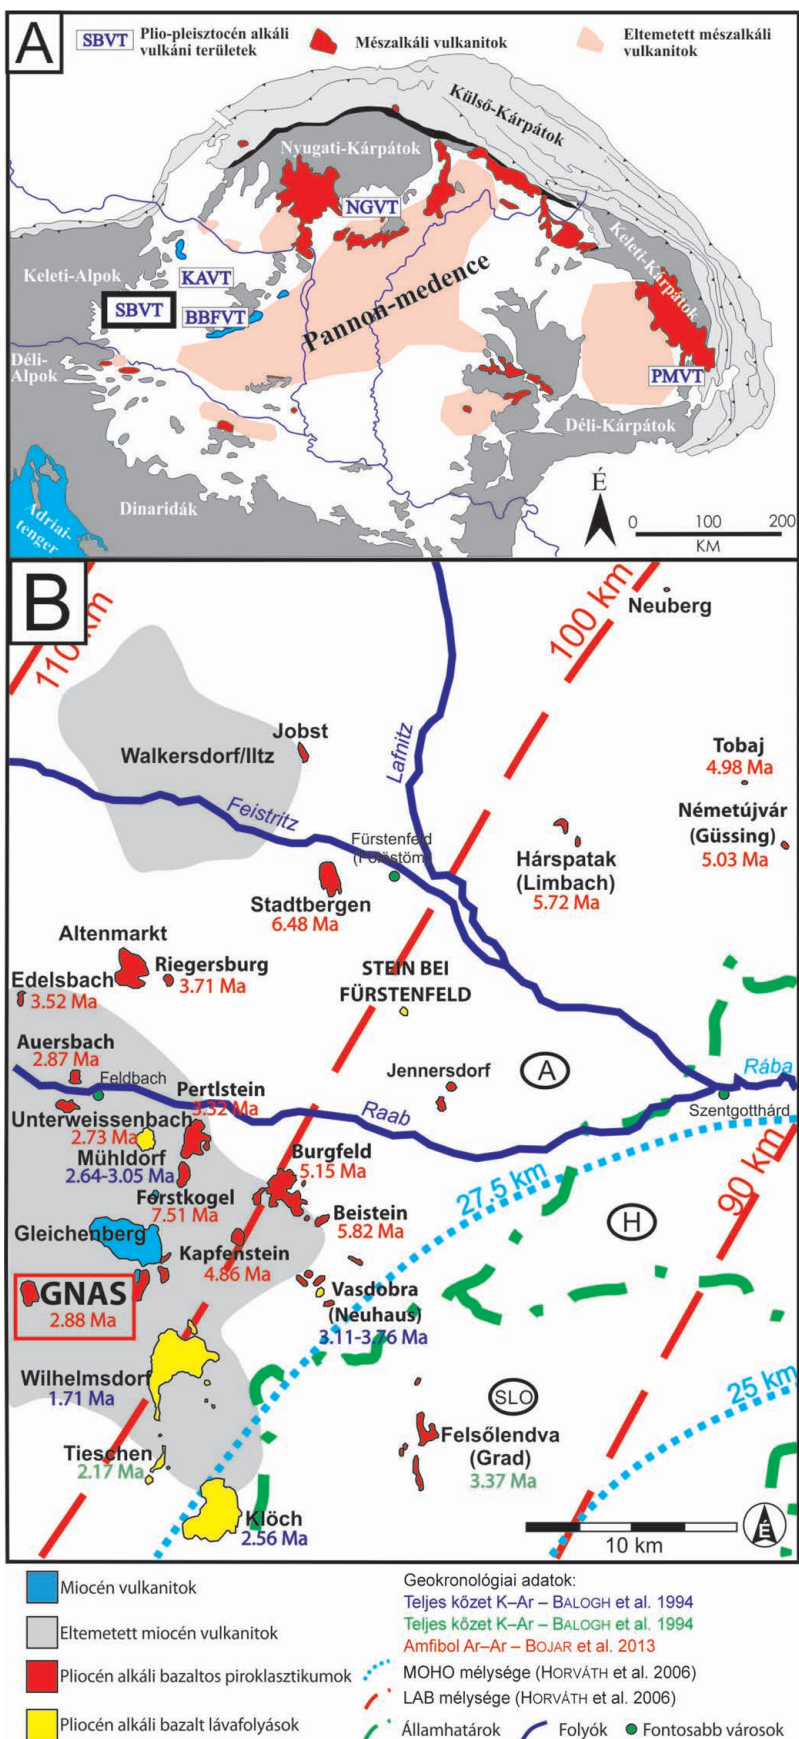 A
SBVT Plio-pleisztocén alkáli
vulkáni területek
Mészalkáli vulkanitok
Eltemetett mészalkáli
vulkanitok
Külső-Kárpátok
Nyugati-Kárpátok
NGVT
Keleti-Kárpátok
Keleti-Alpok
KAVT
SBVT
BBFVT
Pannon-medence
Déli-
Alpok
PMVT
Déli-Kárpátok
Dinaridák
Adriai-
tenger
É
0 100 200
KM
B
110 km
100 km
Neuberg
Jobst
Walkersdorf/Iltz
Lafnitz
Tobaj
4.98 Ma
Feistritz
Németújvár
(Güssing)
5.03 Ma
Fürstenfeld
(Fölöstöm)
Hárspatak
(Limbach)
5.72 Ma
Stadtbergen
6.48 Ma
Altenmarkt
Riegersburg
3.71 Ma
Edelsbach
3.52 Ma
STEIN BEI
FÜRSTENFELD
Auersbach
2.87 Ma
Feldbach
Jennersdorf
A
Rába
Pertlstein
3.32 Ma
Raab
Szentgotthárd
Unterweissenbach
2.73 Ma
Mühldorf
2.64-3.05 Ma
Burgfeld
5.15 Ma
27.5 km
90 km
Forstkogel
7.51 Ma
Beistein
5.82 Ma
H
Gleichenberg
Kapfenstein
4.86 Ma
GNAS
2.88 Ma
Vasdobra
(Neuhaus)
3.11-3.76 Ma
Wilhelmsdorf
1.71 Ma
25 km
SLO
Felsőlendva
(Grad)
3.37 Ma
Tieschen
2.17 Ma
Klöch
2.56 Ma
10 km
É
Miocén vulkanitok
Eltemetett miocén vulkanitok
Pliocén alkáli bazaltos piroklasztikumok
Pliocén alkáli bazalt lávafolyások
Geokronológiai adatok:
Teljes kőzet K–Ar – BALOGH et al. 1994
Teljes kőzet K–Ar – BALOGH et al. 1994
Amfibol Ar–Ar – BOJAR et al. 2013
MOHO mélysége (HORVÁTH et al. 2006)
LAB mélysége (HORVÁTH et al. 2006)
Államhatárok Folyók Fontosabb városok